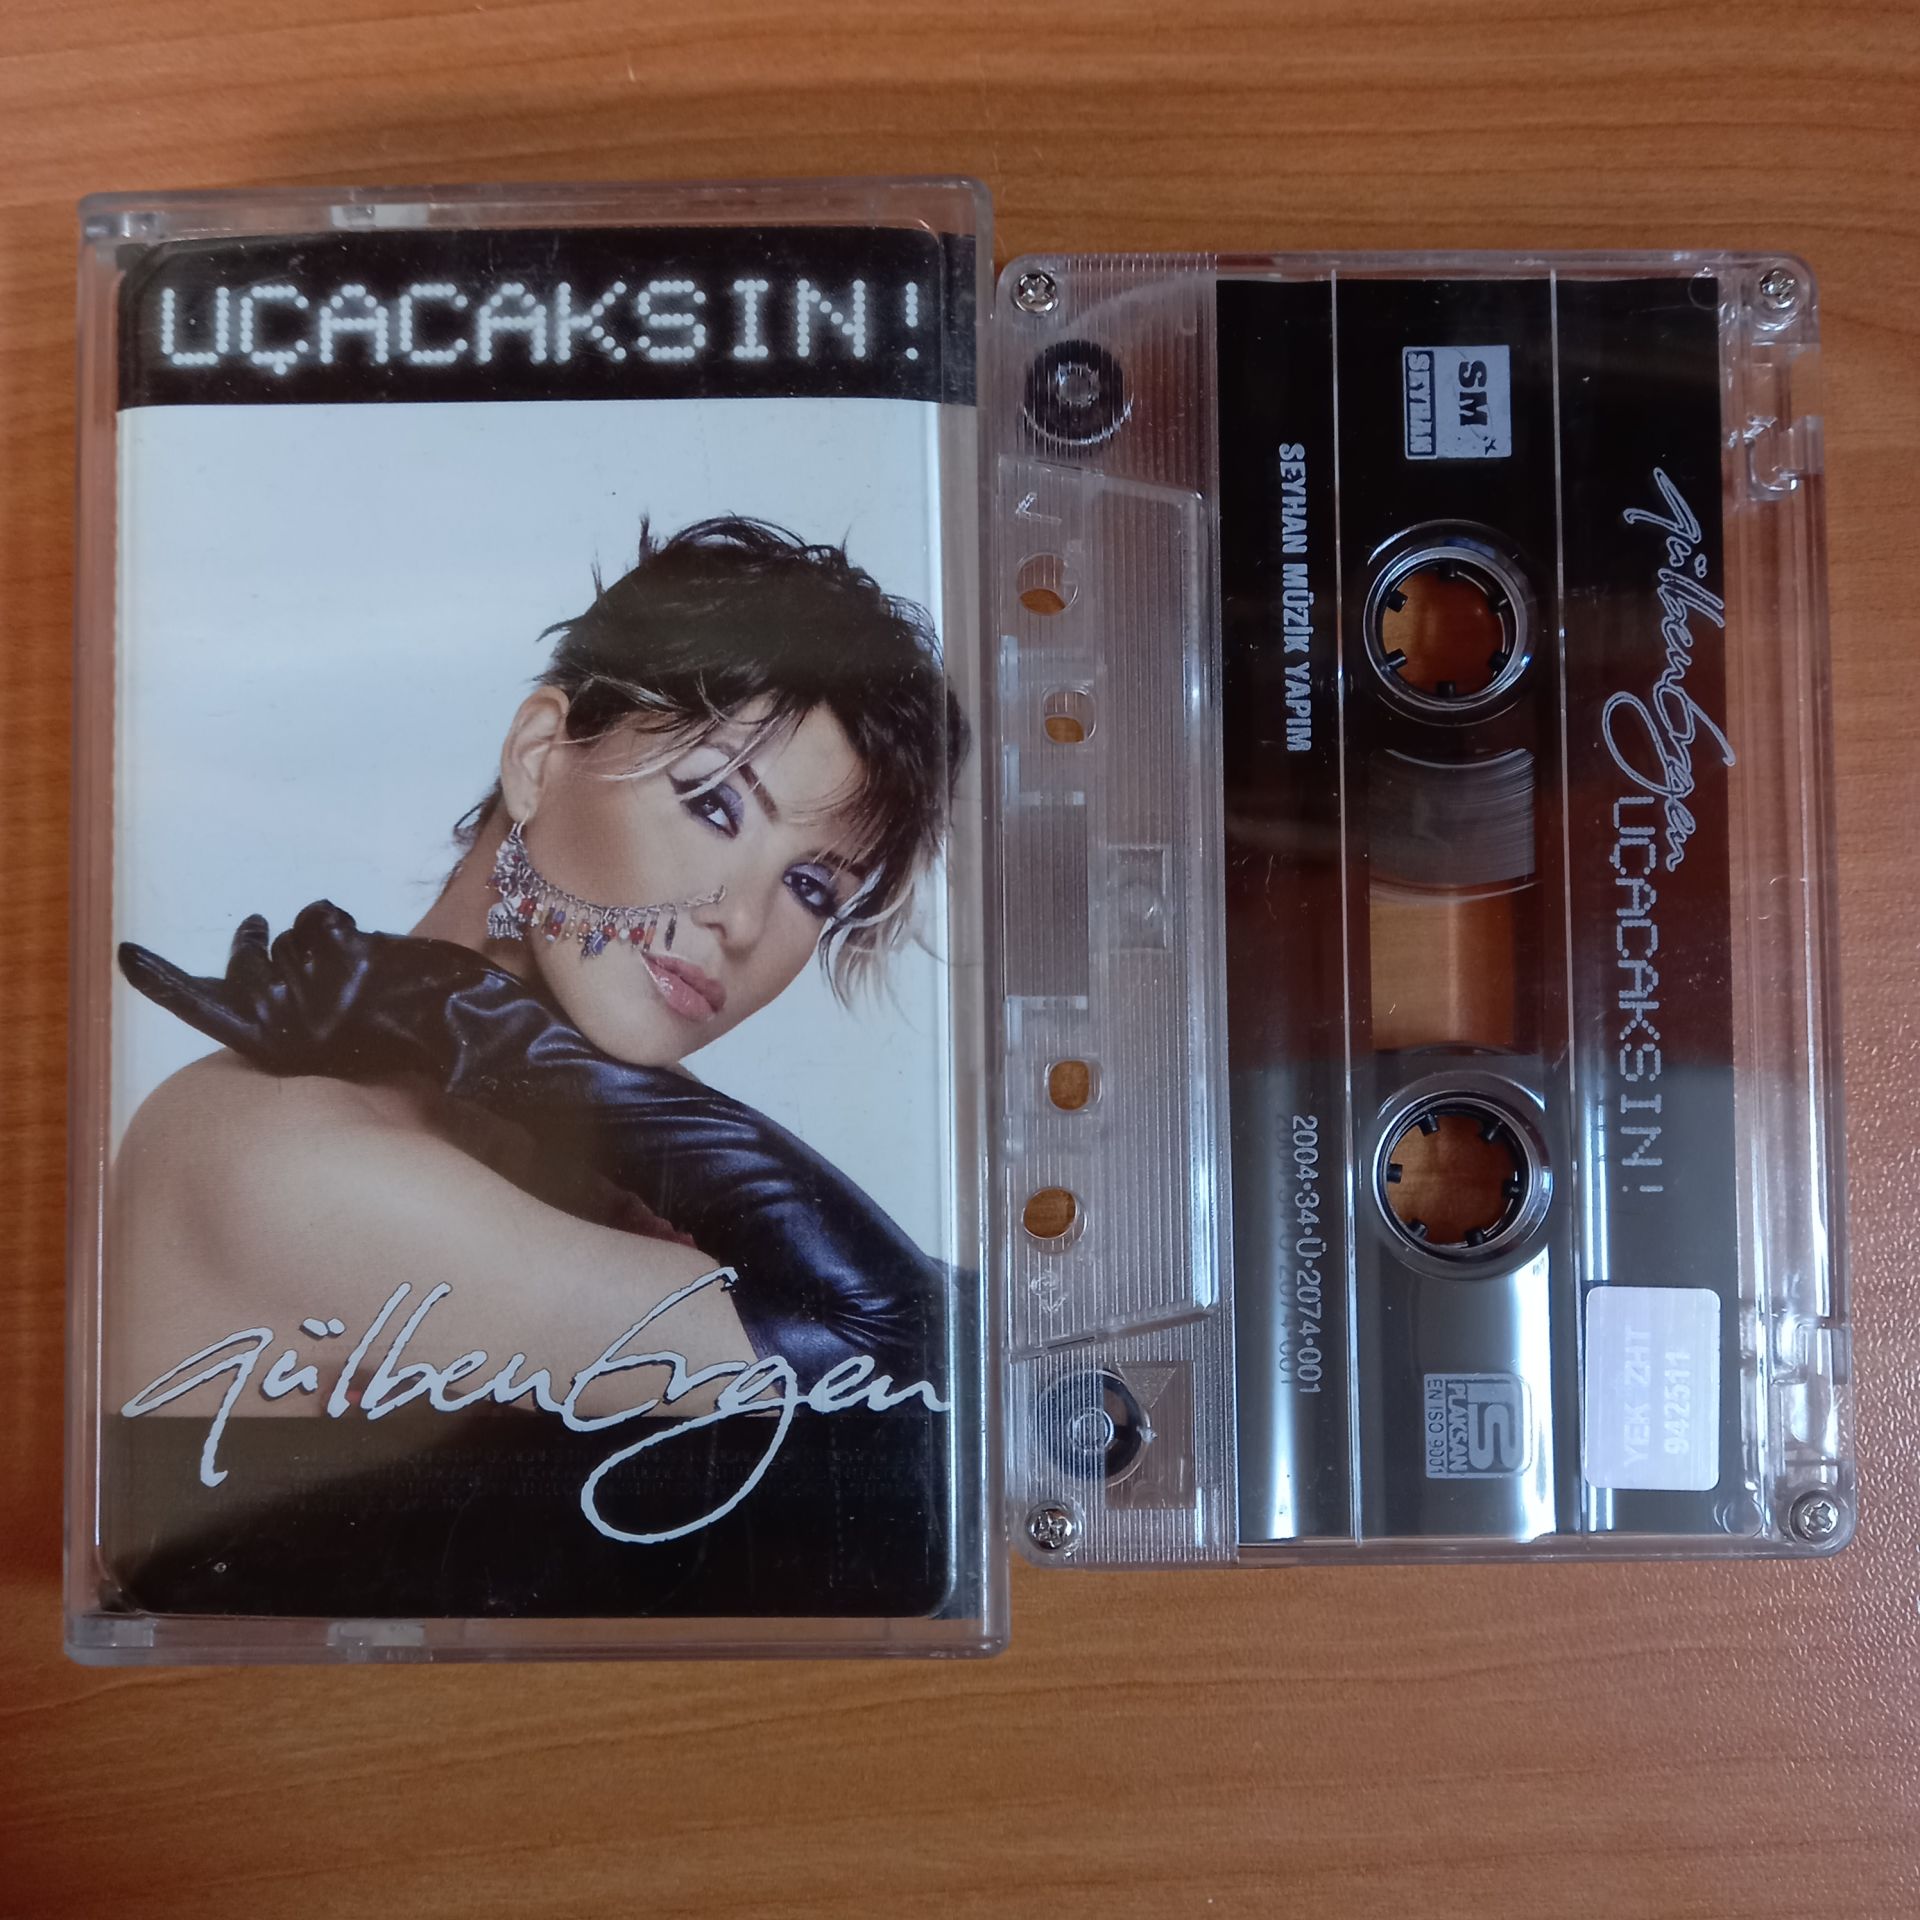 UÇACAKSIN!
gülben Ergen
SM
SEYHAN
SEYHAN MÜZİK YAPIM
gülben Ergen
UÇACAKSIN!
2004•34•Ü•2074•001
PLAKSAN
EN ISO 9001
YEK ZHT
942511